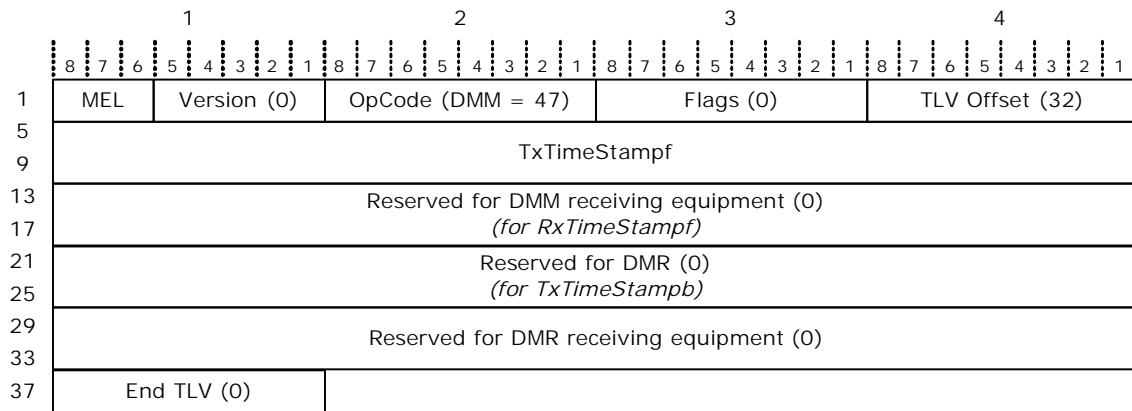 1 2 3 4
8 7 6 5 4 3 2 1 8 7 6 5 4 3 2 1 8 7 6 5 4 3 2 1 8 7 6 5 4 3 2 1
1 MEL Version (0) OpCode (DMM = 47) Flags (0) TLV Offset (32)
5
TxTimeStampf
9
13 Reserved for DMM receiving equipment (0)
17 (for RxTimeStampf)
21 Reserved for DMR (0)
25 (for TxTimeStampb)
29
Reserved for DMR receiving equipment (0)
33
37 End TLV (0)